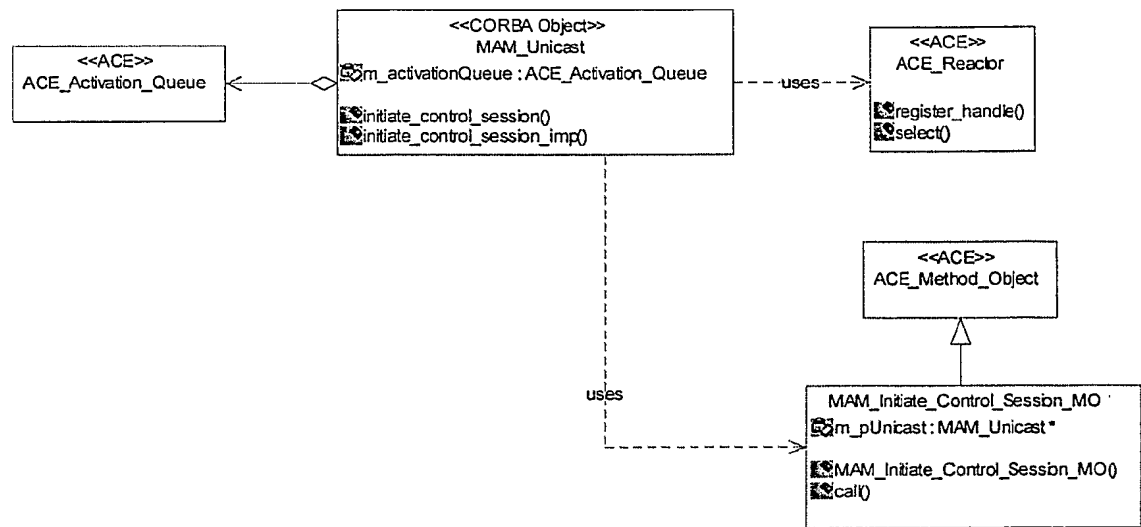 <<ACE>>
ACE_Activation_Queue
<<CORBA Object>>
MAM_Unicast
m_activationQueue : ACE_Activation_Queue
initiate_control_session()
initiate_control_session_imp()
uses
<<ACE>>
ACE_Reactor
register_handle()
select()
<<ACE>>
ACE_Method_Object
uses
MAM_Initiate_Control_Session_MO
m_pUnicast : MAM_Unicast *
MAM_Initiate_Control_Session_MO()
call()